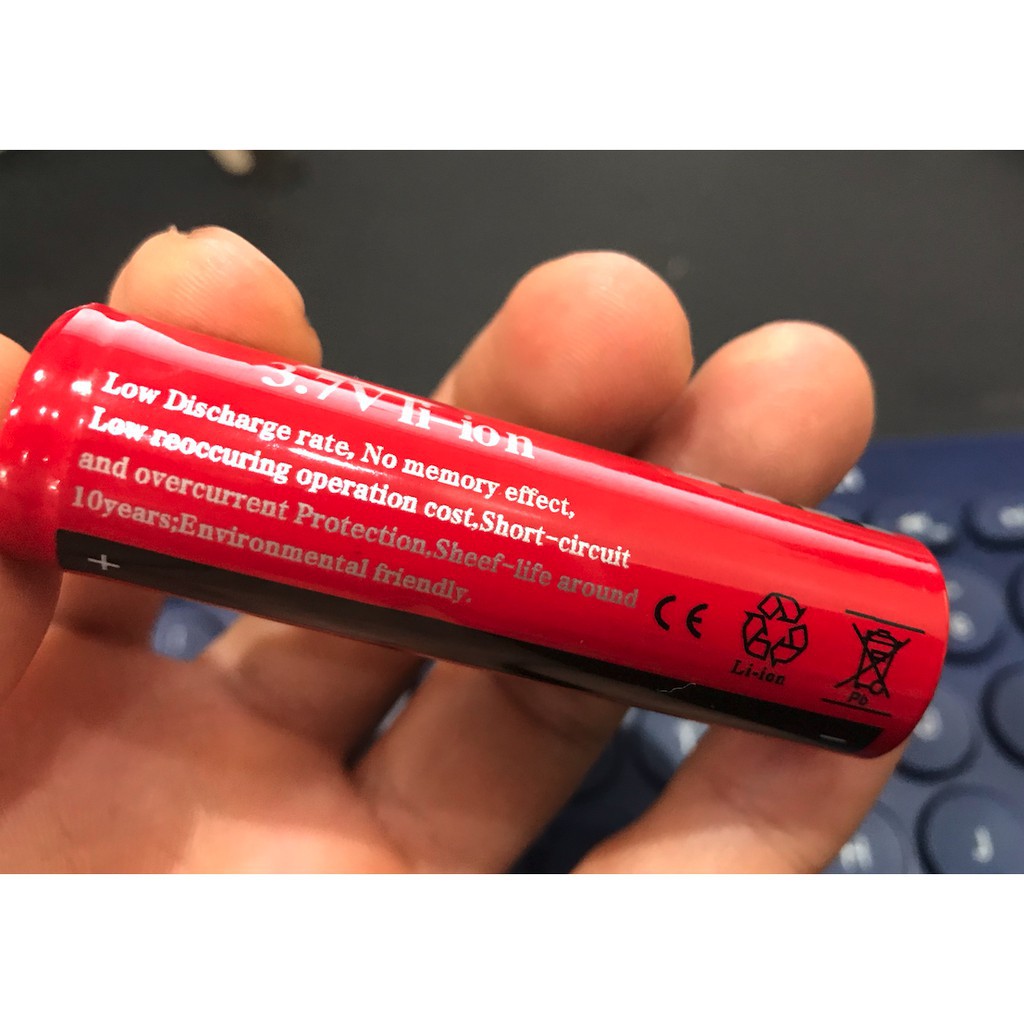 3.7V li-ion
Low Discharge rate, No memory effect,
Low reoccuring operation cost,Short-circuit
and overcurrent Protection,Sheef-life around
10years;Environmental friendly.
+
CE
Li-ion
Pb
-
J